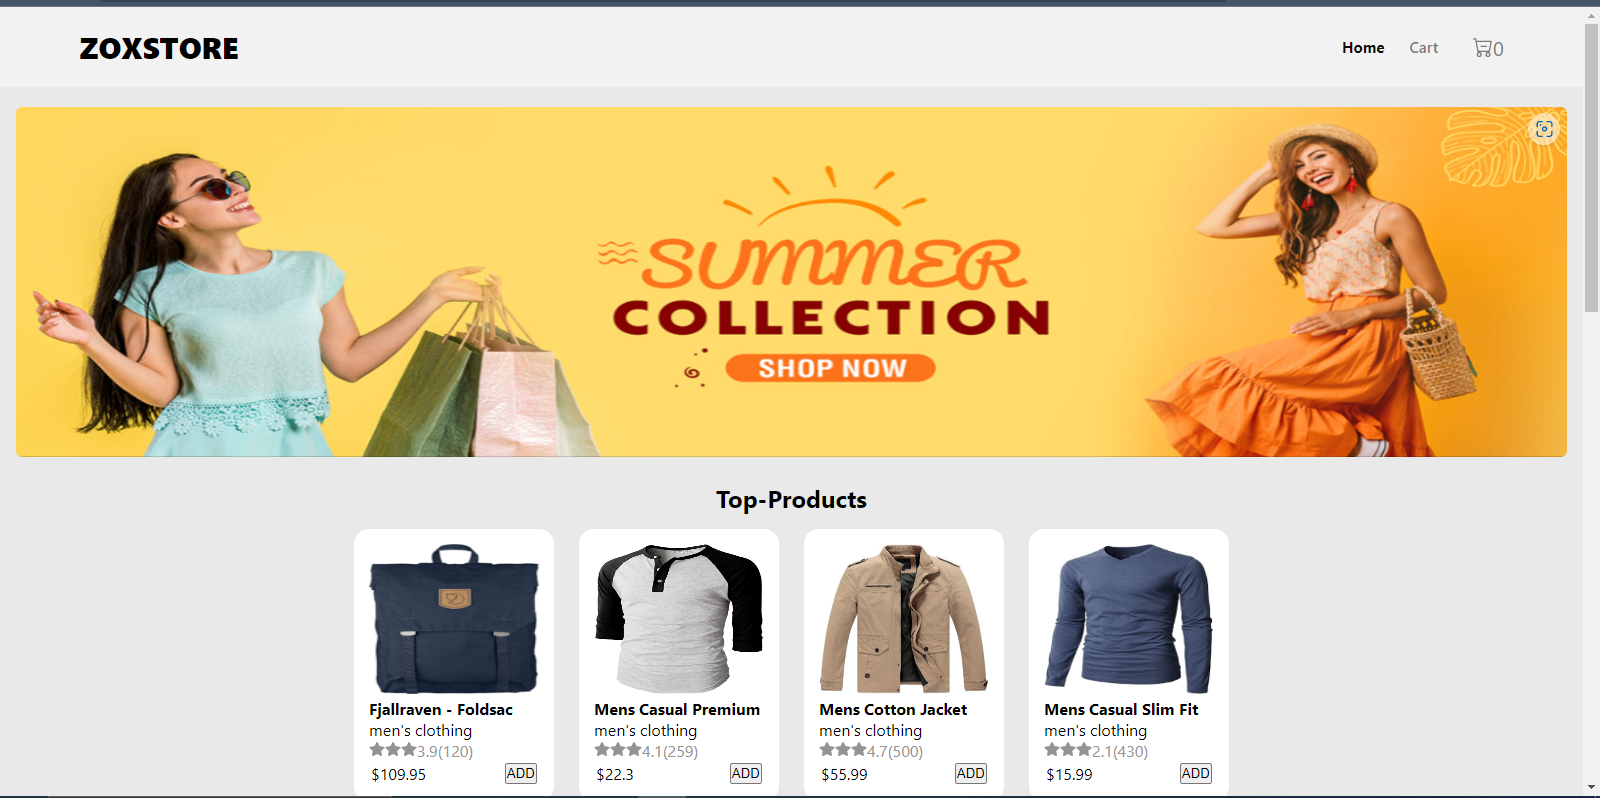 ZOXSTORE
Home Cart 0
SUMMER
COLLECTION
SHOP NOW
Top-Products
Fjallraven - Foldsac
men's clothing
3.9(120)
$109.95 ADD
Mens Casual Premium
men's clothing
4.1(259)
$22.3 ADD
Mens Cotton Jacket
men's clothing
4.7(500)
$55.99 ADD
Mens Casual Slim Fit
men's clothing
2.1(430)
$15.99 ADD